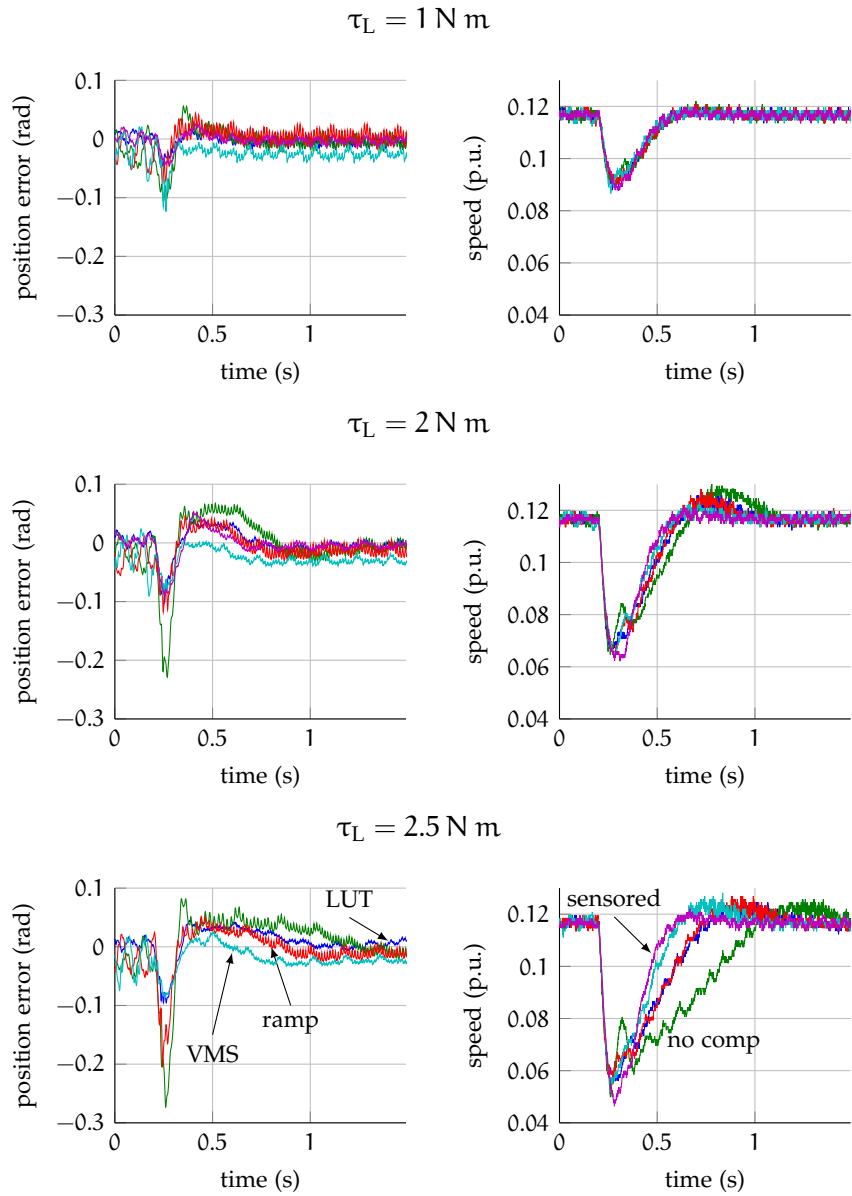 τL = 1 N m
0.1
0
−0.1
−0.2
−0.3
0
0.5
1
position error (rad)
time (s)
0.12
0.1
0.08
0.06
0.04
0
0.5
1
speed (p.u.)
time (s)
τL = 2 N m
0.1
0
−0.1
−0.2
−0.3
0
0.5
1
position error (rad)
time (s)
0.12
0.1
0.08
0.06
0.04
0
0.5
1
speed (p.u.)
time (s)
τL = 2.5 N m
0.1
0
−0.1
−0.2
−0.3
0
0.5
1
position error (rad)
time (s)
LUT
ramp
VMS
0.12
0.1
0.08
0.06
0.04
0
0.5
1
speed (p.u.)
time (s)
sensored
no comp